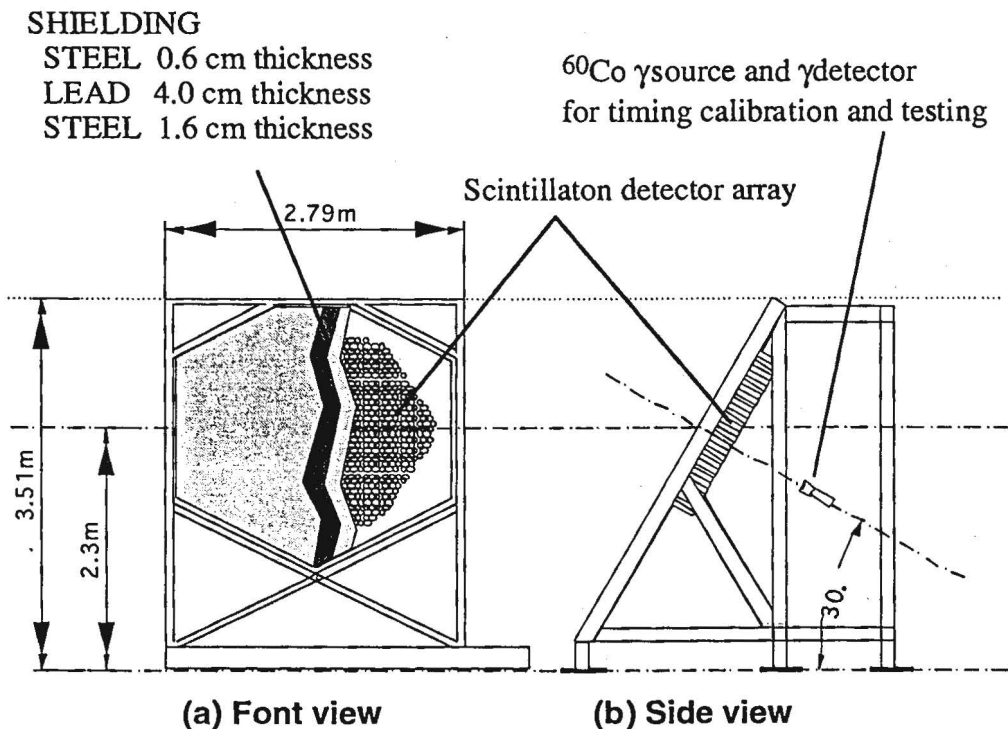 SHIELDING
STEEL 0.6 cm thickness
LEAD 4.0 cm thickness
STEEL 1.6 cm thickness
60Co γsource and γdetector
for timing calibration and testing
Scintillaton detector array
2.79m
3.51m
2.3m
30.
(a) Font view
(b) Side view